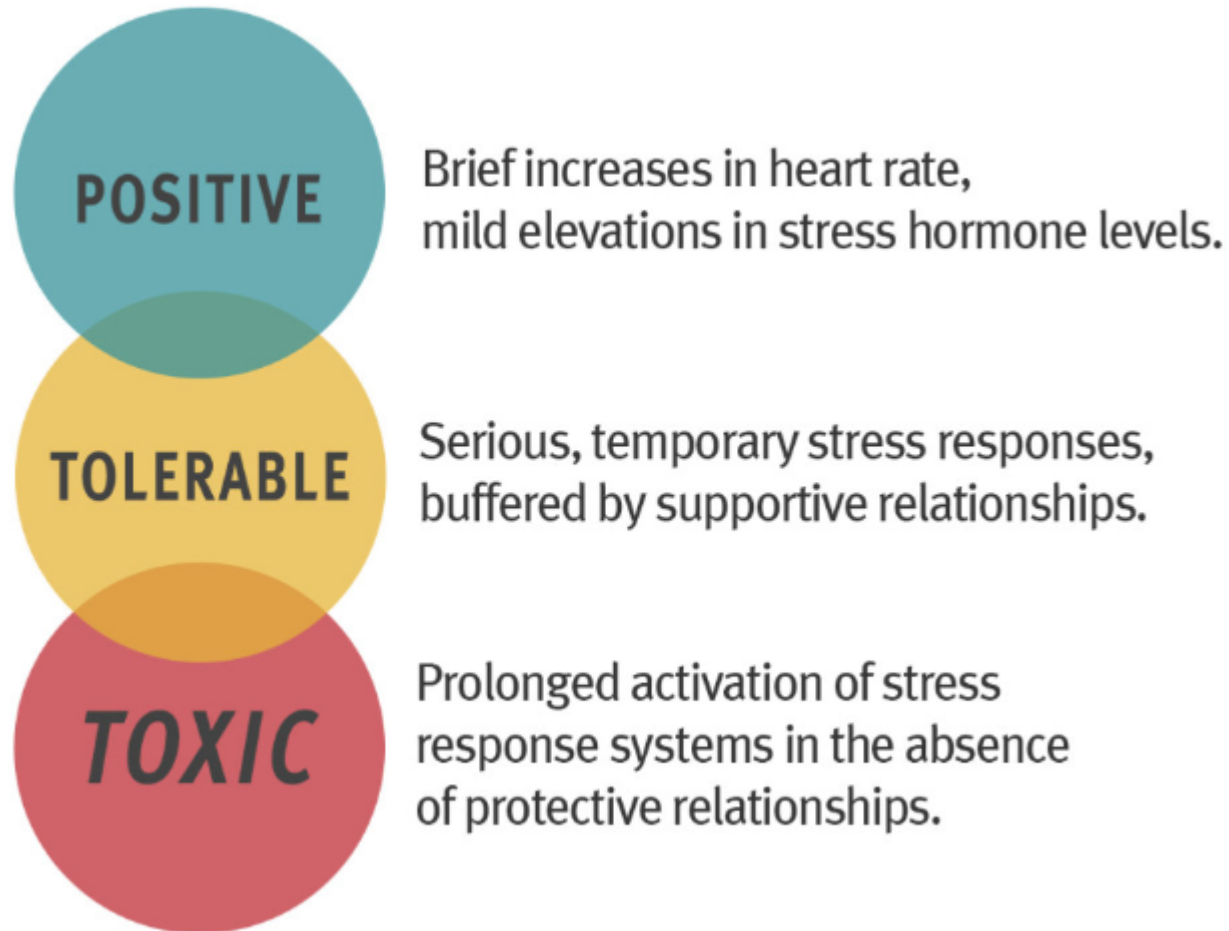 POSITIVE
Brief increases in heart rate,
mild elevations in stress hormone levels.
TOLERABLE
Serious, temporary stress responses,
buffered by supportive relationships.
TOXIC
Prolonged activation of stress
response systems in the absence
of protective relationships.